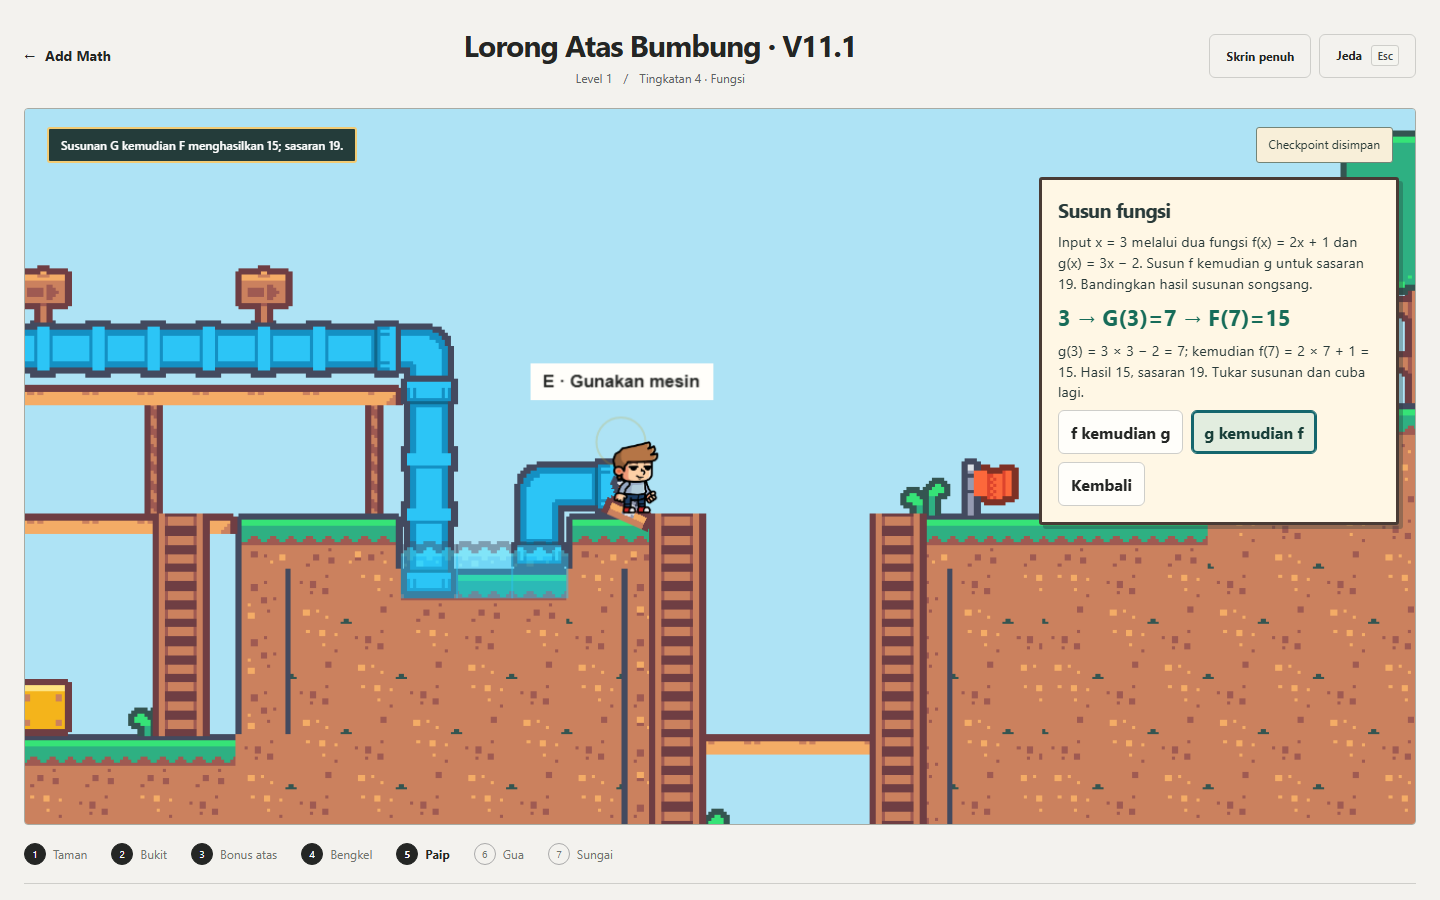 ← Add Math
Lorong Atas Bumbung · V11.1
Level 1 / Tingkatan 4 · Fungsi
Skrin penuh
Jeda Esc
Susunan G kemudian F menghasilkan 15; sasaran 19.
Checkpoint disimpan
Susun fungsi
Input x = 3 melalui dua fungsi f(x) = 2x + 1 dan
g(x) = 3x − 2. Susun f kemudian g untuk sasaran
19. Bandingkan hasil susunan songsang.
3 → G(3)=7 → F(7)=15
g(3) = 3 × 3 − 2 = 7; kemudian f(7) = 2 × 7 + 1 =
15. Hasil 15, sasaran 19. Tukar susunan dan cuba
lagi.
f kemudian g
g kemudian f
Kembali
E · Gunakan mesin
1 Taman
2 Bukit
3 Bonus atas
4 Bengkel
5 Paip
6 Gua
7 Sungai